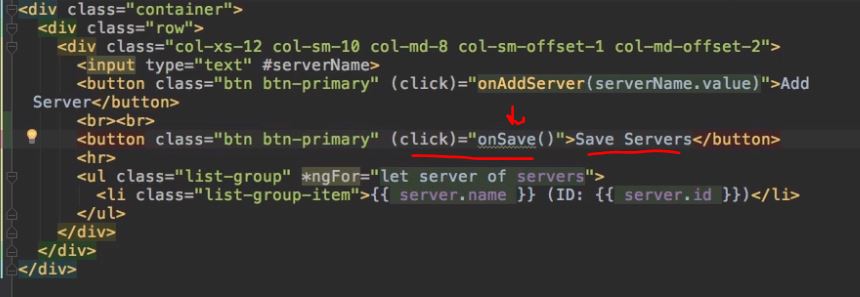 <div class="container">
<div class="row">
<div class="col-xs-12 col-sm-10 col-md-8 col-sm-offset-1 col-md-offset-2">
<input type="text" #serverName>
<button class="btn btn-primary" (click)="onAddServer(serverName.value)">Add
Server</button>
<br><br>
<button class="btn btn-primary" (click)="onSave()">Save Servers</button>
<hr>
<ul class="list-group" *ngFor="let server of servers">
<li class="list-group-item">{{ server.name }} (ID: {{ server.id }})</li>
</ul>
</div>
</div>
</div>